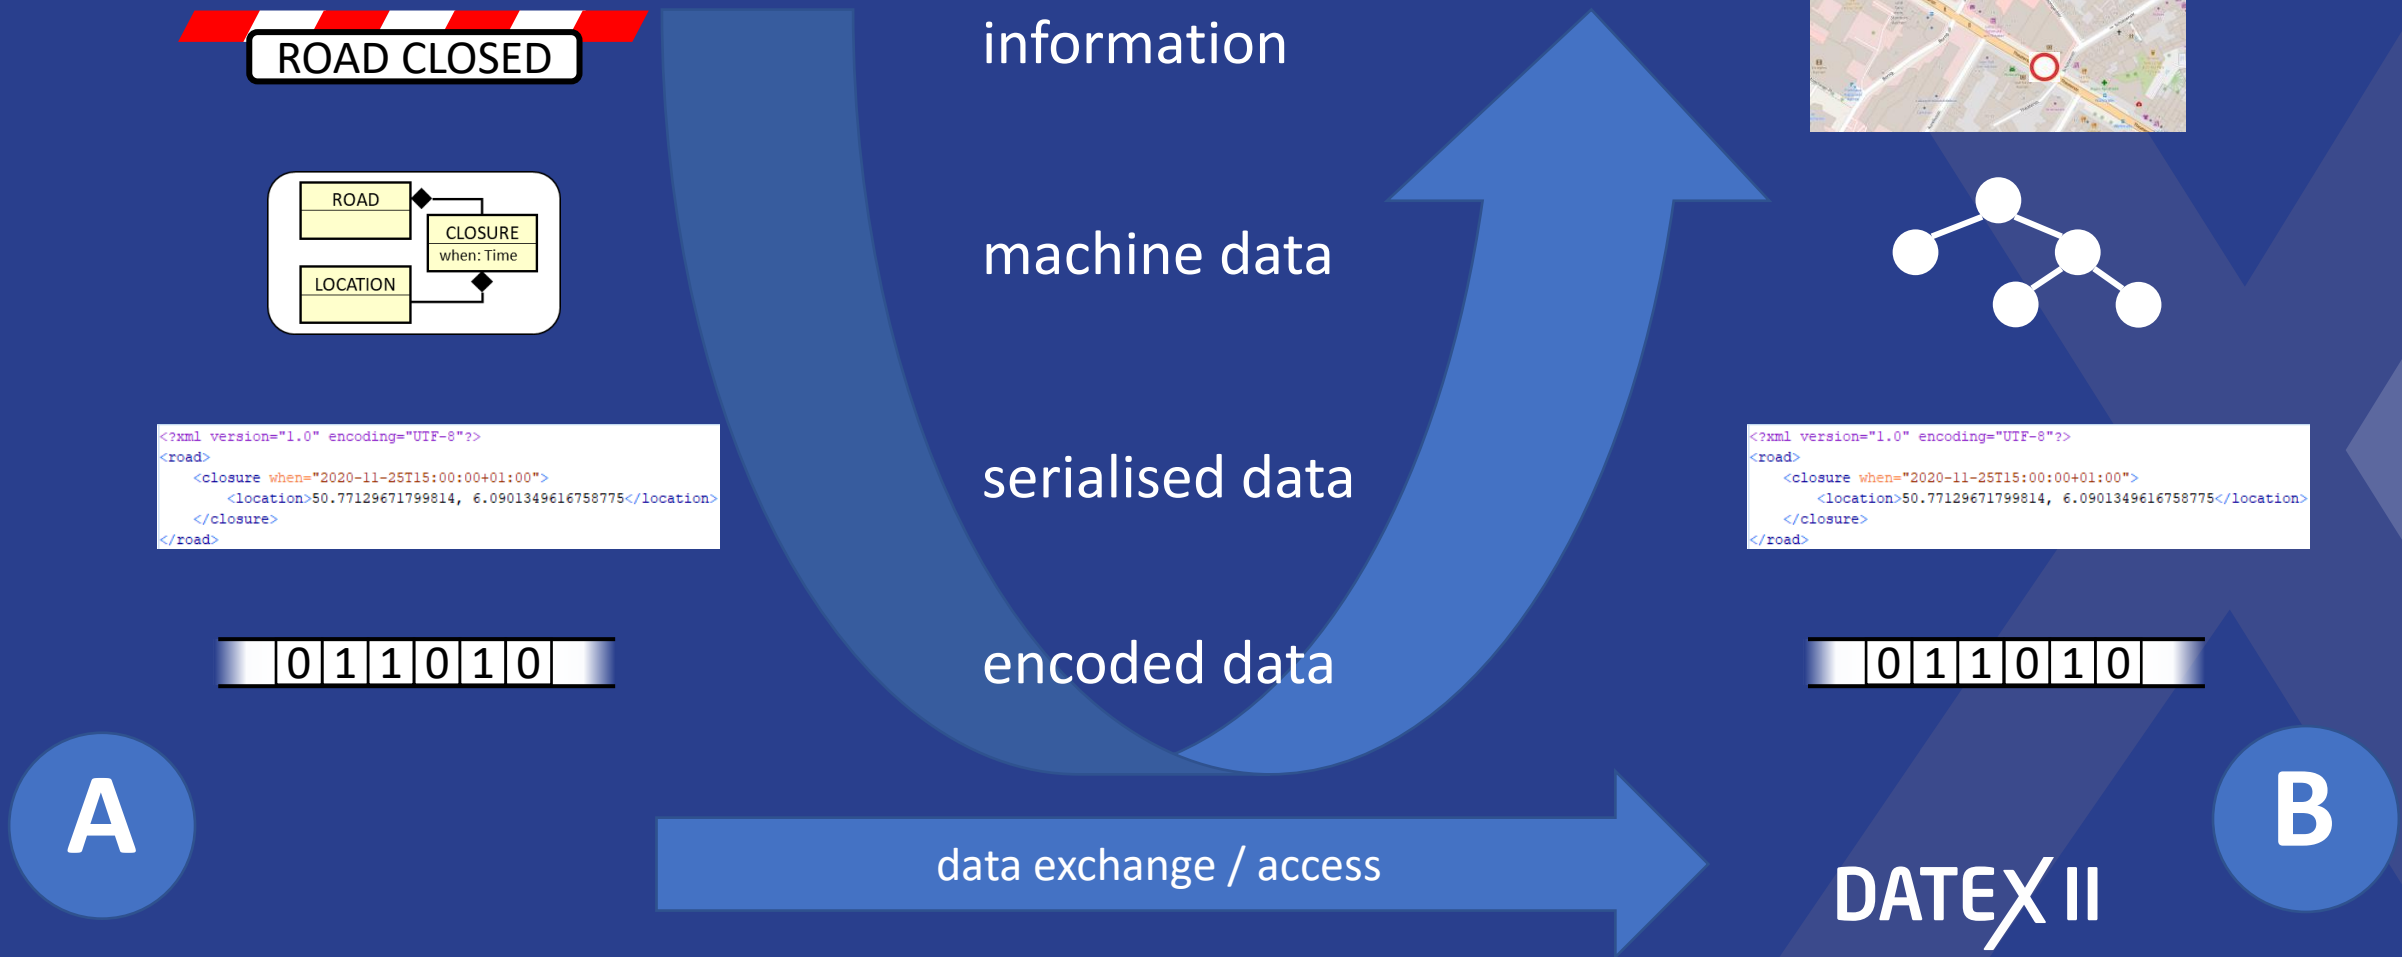 ROAD CLOSED
information
ROAD
CLOSURE
when: Time
LOCATION
machine data
<?xml version="1.0" encoding="UTF-8"?>
<road>
<closure when="2020-11-25T15:00:00+01:00">
<location>50.77129671799814, 6.0901349616758775</location>
</closure>
</road>
serialised data
<?xml version="1.0" encoding="UTF-8"?>
<road>
<closure when="2020-11-25T15:00:00+01:00">
<location>50.77129671799814, 6.0901349616758775</location>
</closure>
</road>
0 1 1 0 1 0
encoded data
0 1 1 0 1 0
A
B
data exchange / access
DATEX II